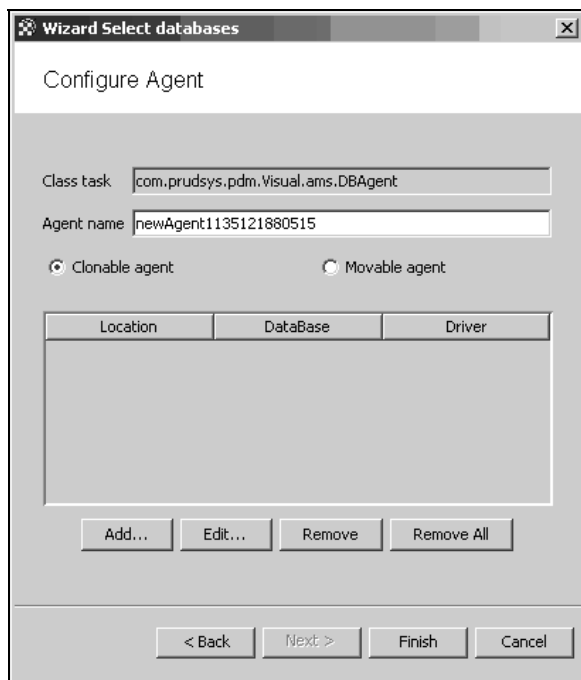 Wizard Select databases
Configure Agent
Class task com.prudsys.pdm.Visual.ams.DBAgent
Agent name newAgent1135121880515
Clonable agent Movable agent
Location DataBase Driver
Add... Edit... Remove Remove All
< Back Next > Finish Cancel